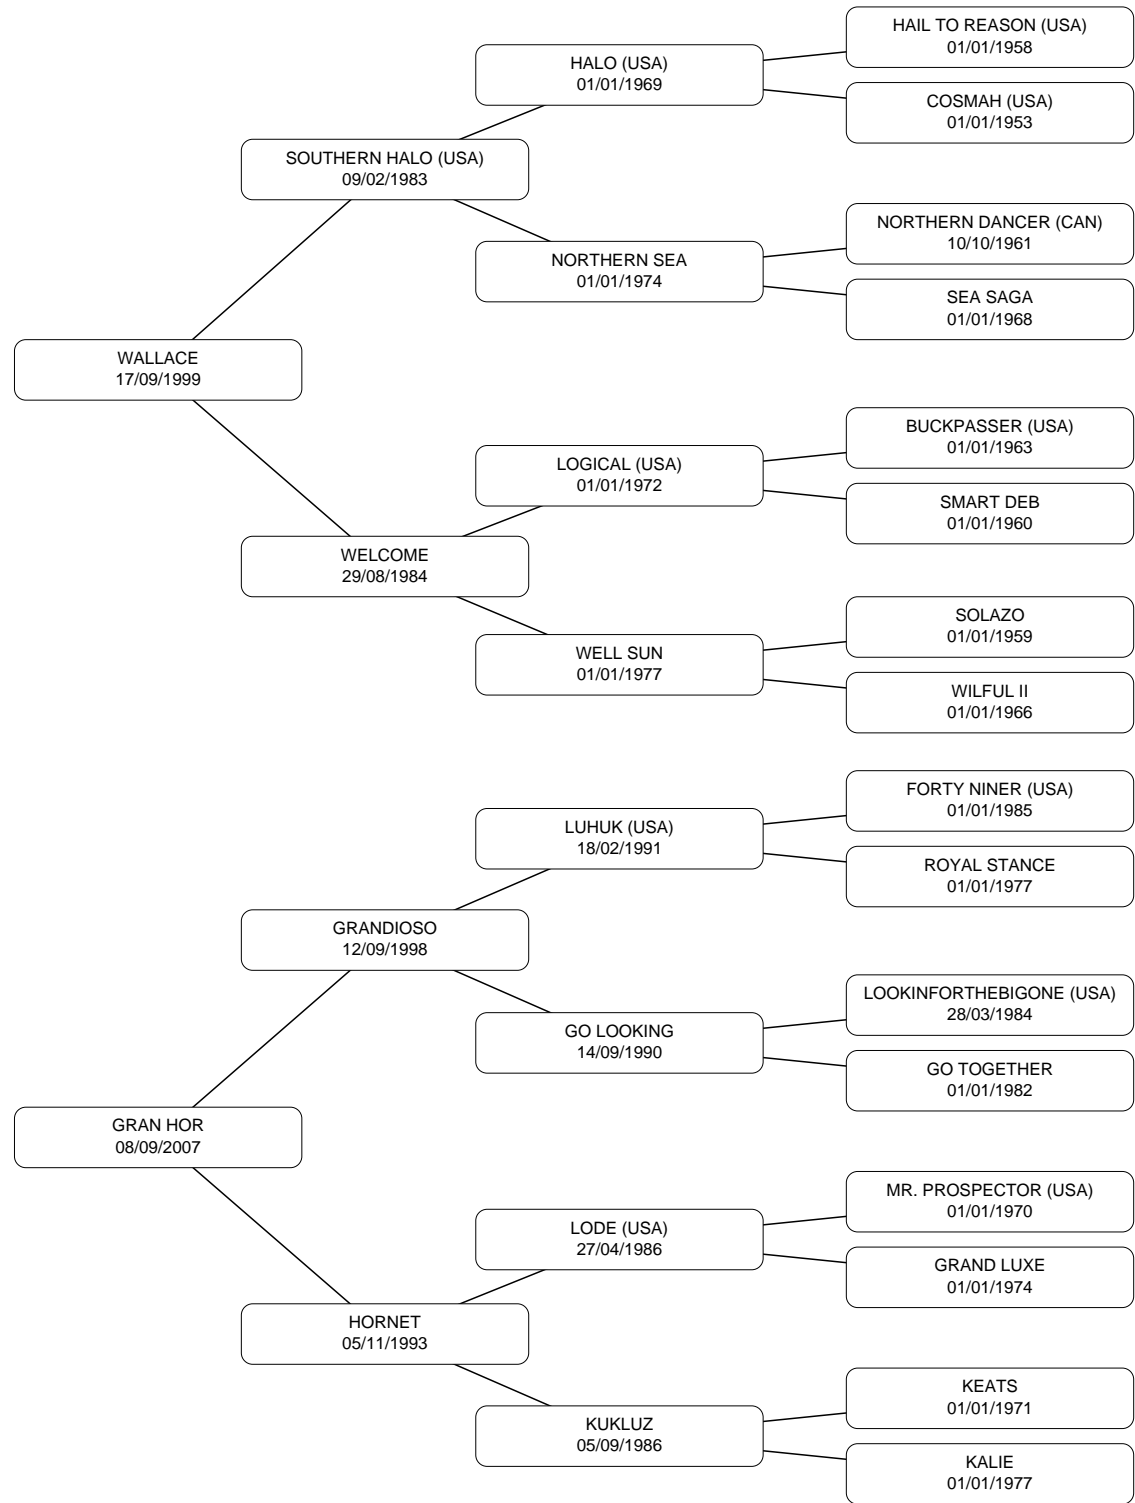 HAIL TO REASON (USA)
01/01/1958
HALO (USA)
01/01/1969
COSMAH (USA)
01/01/1953
SOUTHERN HALO (USA)
09/02/1983
NORTHERN DANCER (CAN)
10/10/1961
NORTHERN SEA
01/01/1974
SEA SAGA
01/01/1968
WALLACE
17/09/1999
BUCKPASSER (USA)
01/01/1963
LOGICAL (USA)
01/01/1972
SMART DEB
01/01/1960
WELCOME
29/08/1984
SOLAZO
01/01/1959
WELL SUN
01/01/1977
WILFUL II
01/01/1966
FORTY NINER (USA)
01/01/1985
LUHUK (USA)
18/02/1991
ROYAL STANCE
01/01/1977
GRANDIOSO
12/09/1998
LOOKINFORTHEBIGONE (USA)
28/03/1984
GO LOOKING
14/09/1990
GO TOGETHER
01/01/1982
GRAN HOR
08/09/2007
MR. PROSPECTOR (USA)
01/01/1970
LODE (USA)
27/04/1986
GRAND LUXE
01/01/1974
HORNET
05/11/1993
KEATS
01/01/1971
KUKLUZ
05/09/1986
KALIE
01/01/1977